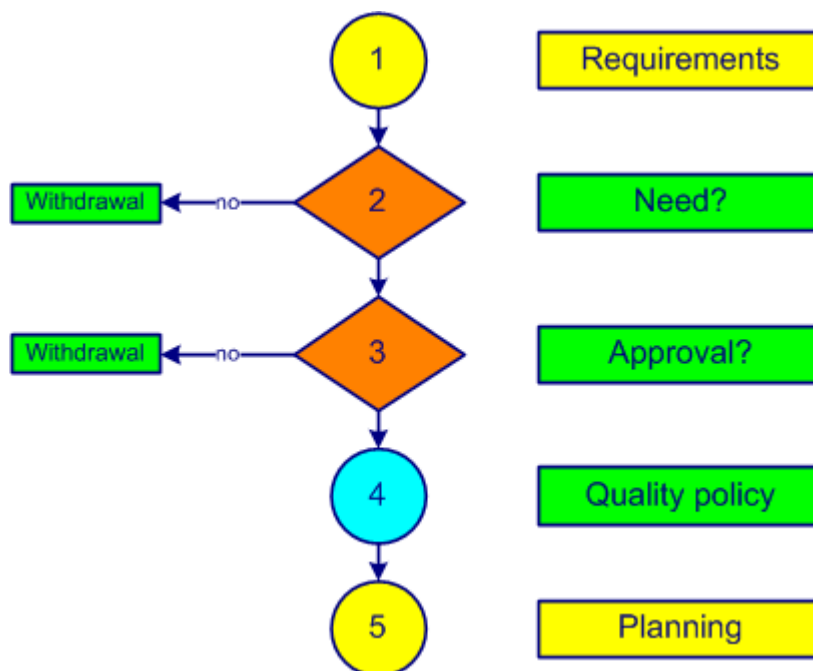 1
Requirements
Withdrawal
no
2
Need?
Withdrawal
no
3
Approval?
4
Quality policy
5
Planning